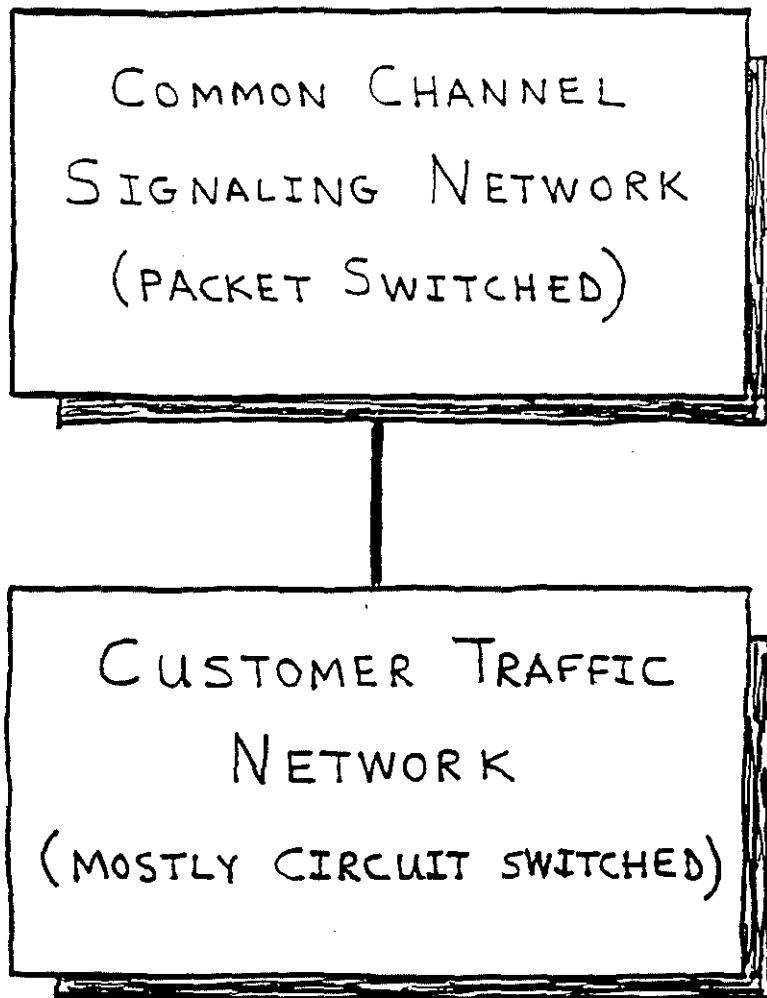 COMMON CHANNEL
SIGNALING NETWORK
(PACKET SWITCHED)
CUSTOMER TRAFFIC
NETWORK
(MOSTLY CIRCUIT SWITCHED)